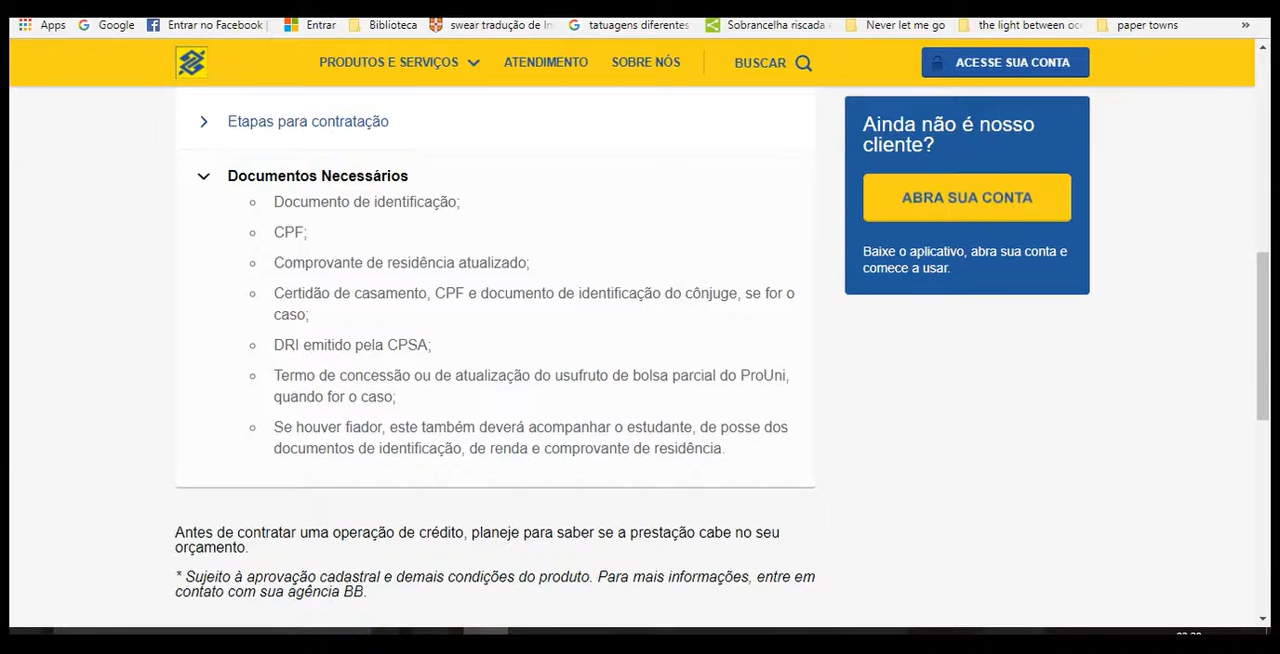 Apps Google Entrar no Facebook Entrar Biblioteca swear tradução de In tatuagens diferentes Sobrancelha riscada Never let me go the light between oce paper towns »
PRODUTOS E SERVIÇOS ATENDIMENTO SOBRE NÓS BUSCAR ACESSE SUA CONTA
Etapas para contratação
Documentos Necessários
Documento de identificação;
CPF;
Comprovante de residência atualizado;
Certidão de casamento, CPF e documento de identificação do cônjuge, se for o
caso;
DRI emitido pela CPSA;
Termo de concessão ou de atualização do usufruto de bolsa parcial do ProUni,
quando for o caso;
Se houver fiador, este também deverá acompanhar o estudante, de posse dos
documentos de identificação, de renda e comprovante de residência.
Ainda não é nosso
cliente?
ABRA SUA CONTA
Baixe o aplicativo, abra sua conta e
comece a usar.
Antes de contratar uma operação de crédito, planeje para saber se a prestação cabe no seu
orçamento.
* Sujeito à aprovação cadastral e demais condições do produto. Para mais informações, entre em
contato com sua agência BB.